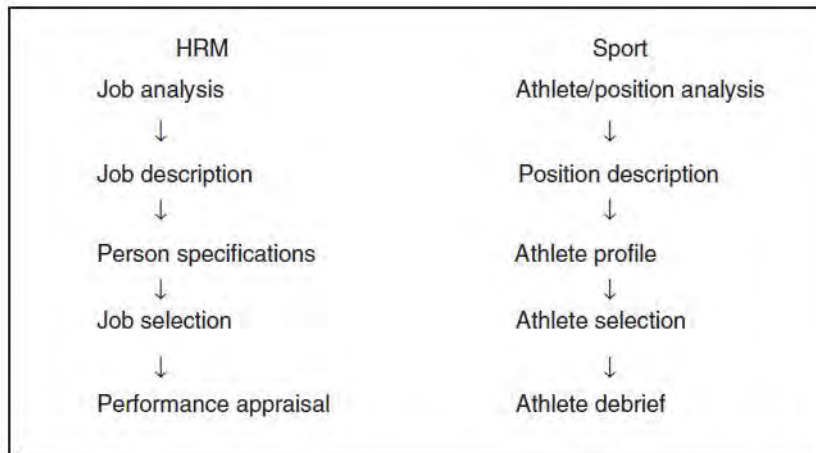 HRM
Job analysis
↓
Job description
↓
Person specifications
↓
Job selection
↓
Performance appraisal
Sport
Athlete/position analysis
↓
Position description
↓
Athlete profile
↓
Athlete selection
↓
Athlete debrief